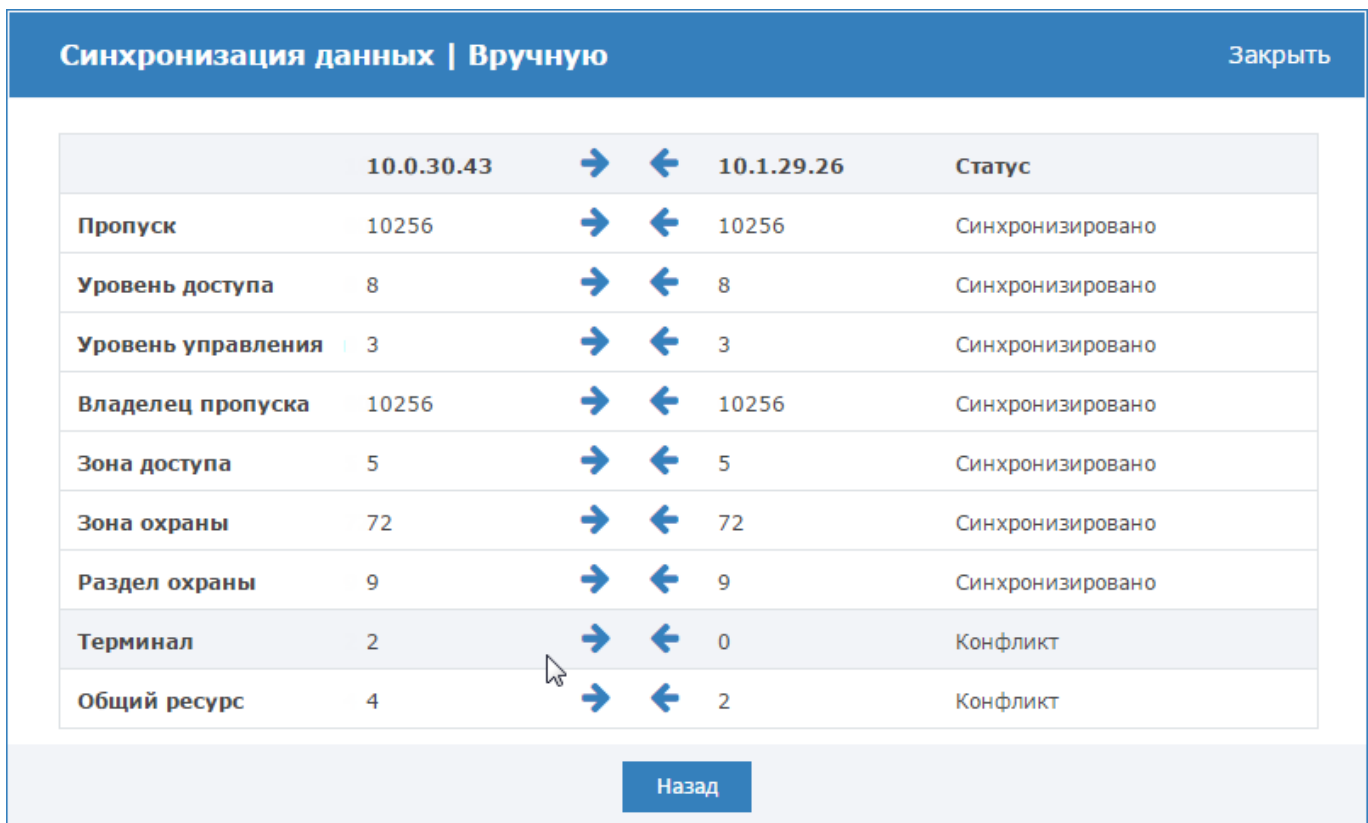 Синхронизация данных | Вручную Закрыть
10.0.30.43 10.1.29.26 Статус
Пропуск 10256 10256 Синхронизировано
Уровень доступа 8 8 Синхронизировано
Уровень управления 3 3 Синхронизировано
Владелец пропуска 10256 10256 Синхронизировано
Зона доступа 5 5 Синхронизировано
Зона охраны 72 72 Синхронизировано
Раздел охраны 9 9 Синхронизировано
Терминал 2 0 Конфликт
Общий ресурс 4 2 Конфликт
Назад